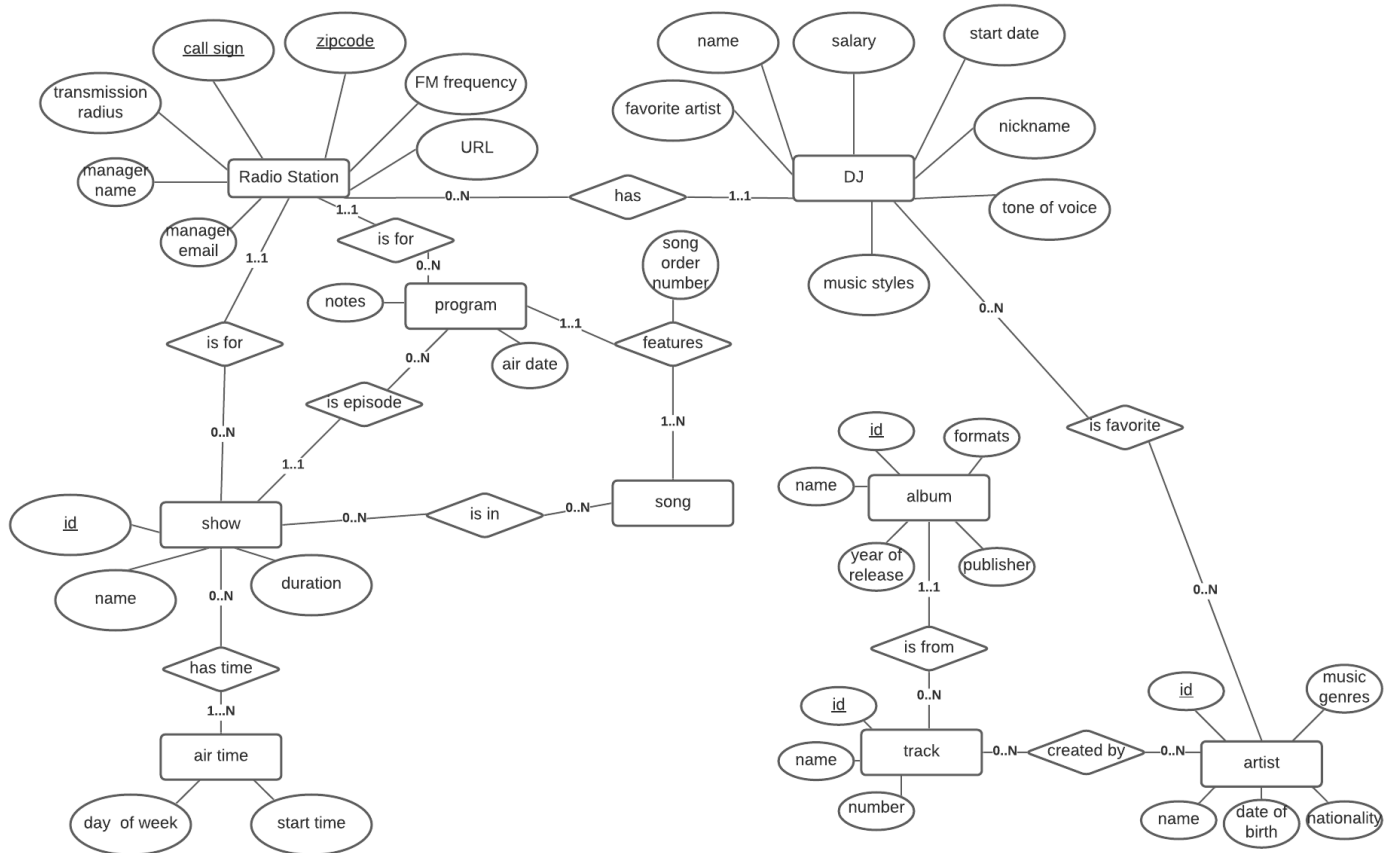 call sign
zipcode
name
salary
start date
transmission
radius
FM frequency
favorite artist
nickname
URL
manager
name
Radio Station
DJ
0..N
has
1..1
tone of voice
1..1
manager
email
is for
song
order
number
1..1
0..N
music styles
notes
program
0..N
1..1
is for
features
0..N
air date
is episode
1..N
is favorite
id
formats
0..N
1..1
name
album
id
show
0..N
is in
0..N
song
year of
release
publisher
duration
name
0..N
1..1
0..N
is from
has time
0..N
id
music
genres
id
1...N
air time
name
track
0..N
created by
0..N
artist
number
name
date of
birth
nationality
day of week
start time